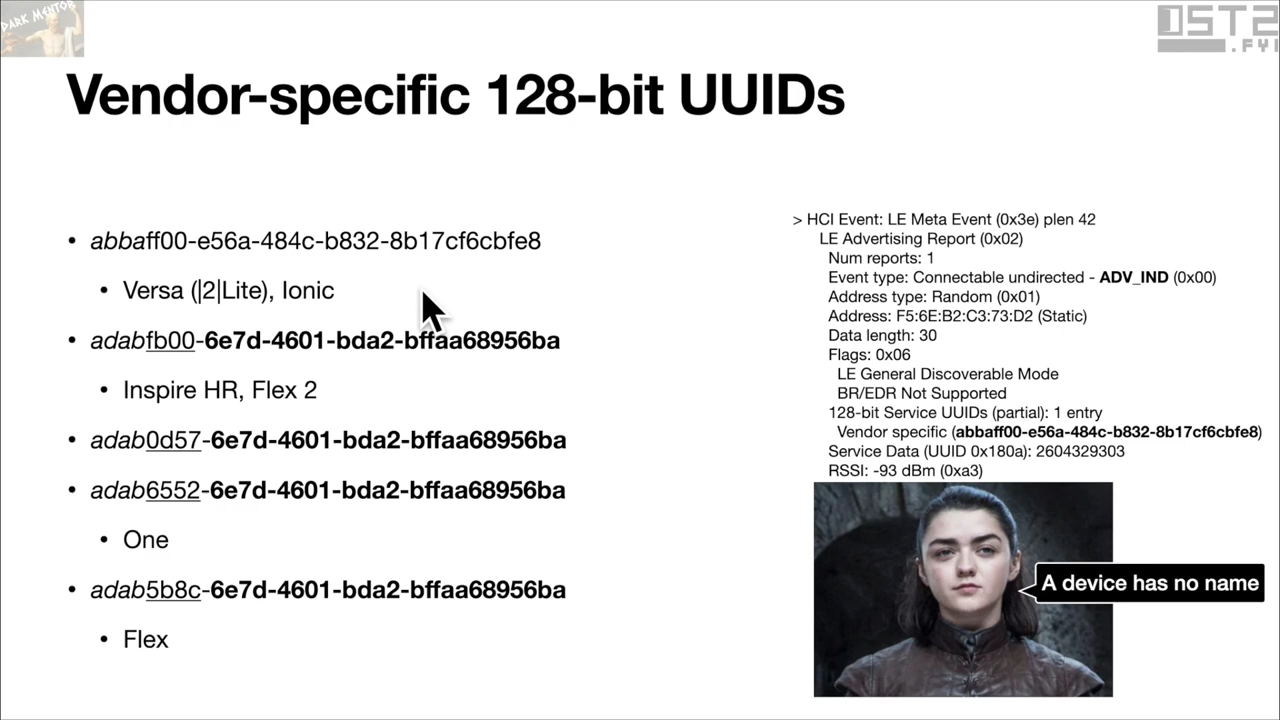 DARK MENTOR
OST2
.FYI
Vendor-specific 128-bit UUIDs
• abbaff00-e56a-484c-b832-8b17cf6cbfe8
• Versa (|2|Lite), Ionic
• adabfb00-6e7d-4601-bda2-bffaa68956ba
• Inspire HR, Flex 2
• adab0d57-6e7d-4601-bda2-bffaa68956ba
• adab6552-6e7d-4601-bda2-bffaa68956ba
• One
• adab5b8c-6e7d-4601-bda2-bffaa68956ba
• Flex
> HCI Event: LE Meta Event (0x3e) plen 42
LE Advertising Report (0x02)
Num reports: 1
Event type: Connectable undirected - ADV_IND (0x00)
Address type: Random (0x01)
Address: F5:6E:B2:C3:73:D2 (Static)
Data length: 30
Flags: 0x06
LE General Discoverable Mode
BR/EDR Not Supported
128-bit Service UUIDs (partial): 1 entry
Vendor specific (abbaff00-e56a-484c-b832-8b17cf6cbfe8)
Service Data (UUID 0x180a): 2604329303
RSSI: -93 dBm (0xa3)
A device has no name